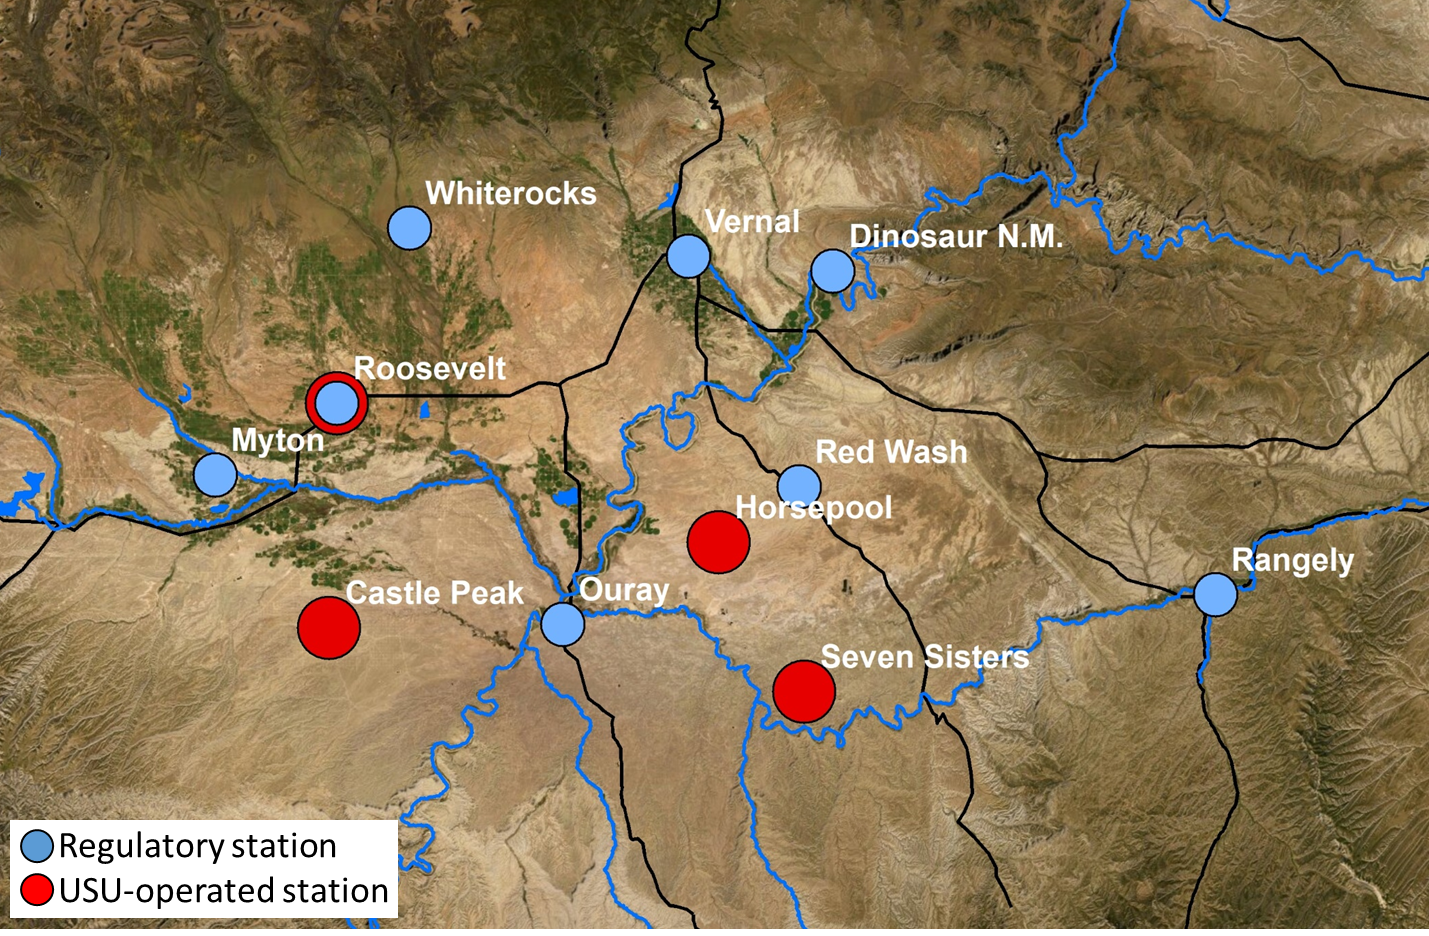 Whiterocks
Vernal
Dinosaur N.M.
Roosevelt
Myton
Red Wash
Horsepool
Rangely
Castle Peak
Ouray
Seven Sisters
Regulatory station
USU-operated station